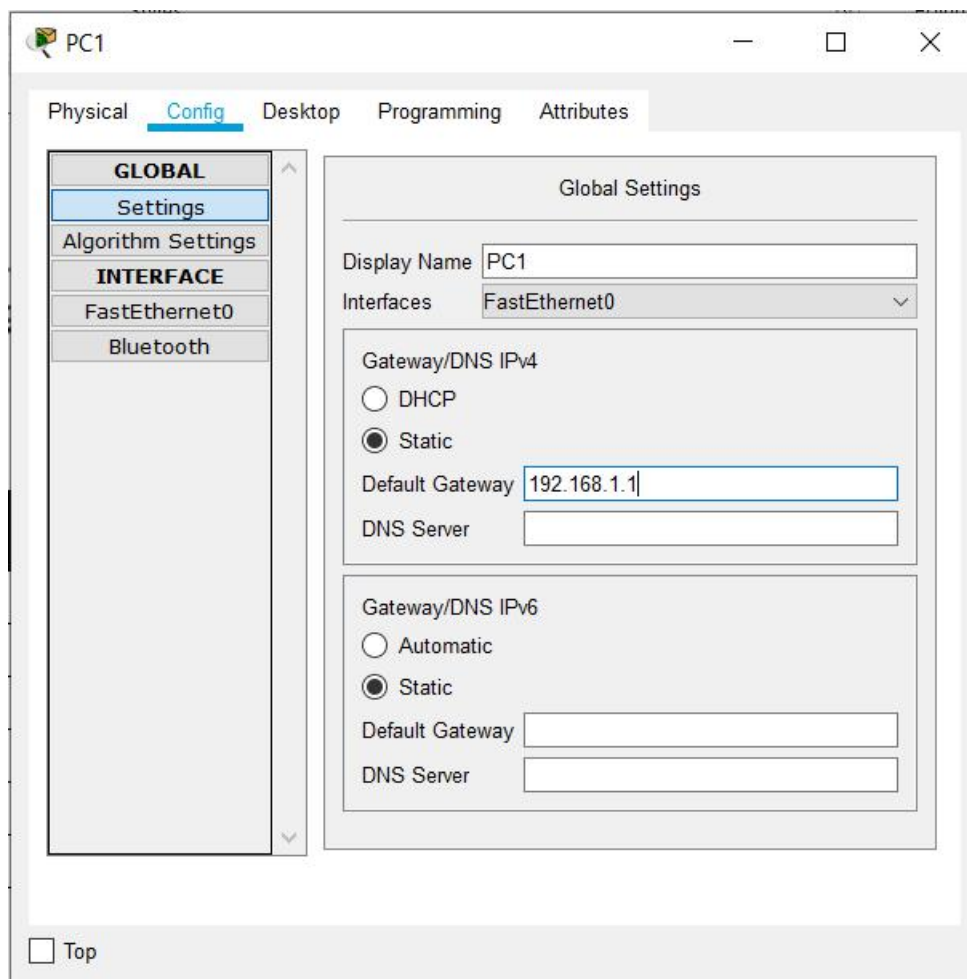 PC1
Physical Config Desktop Programming Attributes
GLOBAL
Settings
Algorithm Settings
INTERFACE
FastEthernet0
Bluetooth
Global Settings
Display Name PC1
Interfaces FastEthernet0
Gateway/DNS IPv4
DHCP
Static
Default Gateway 192.168.1.1
DNS Server
Gateway/DNS IPv6
Automatic
Static
Default Gateway
DNS Server
Top